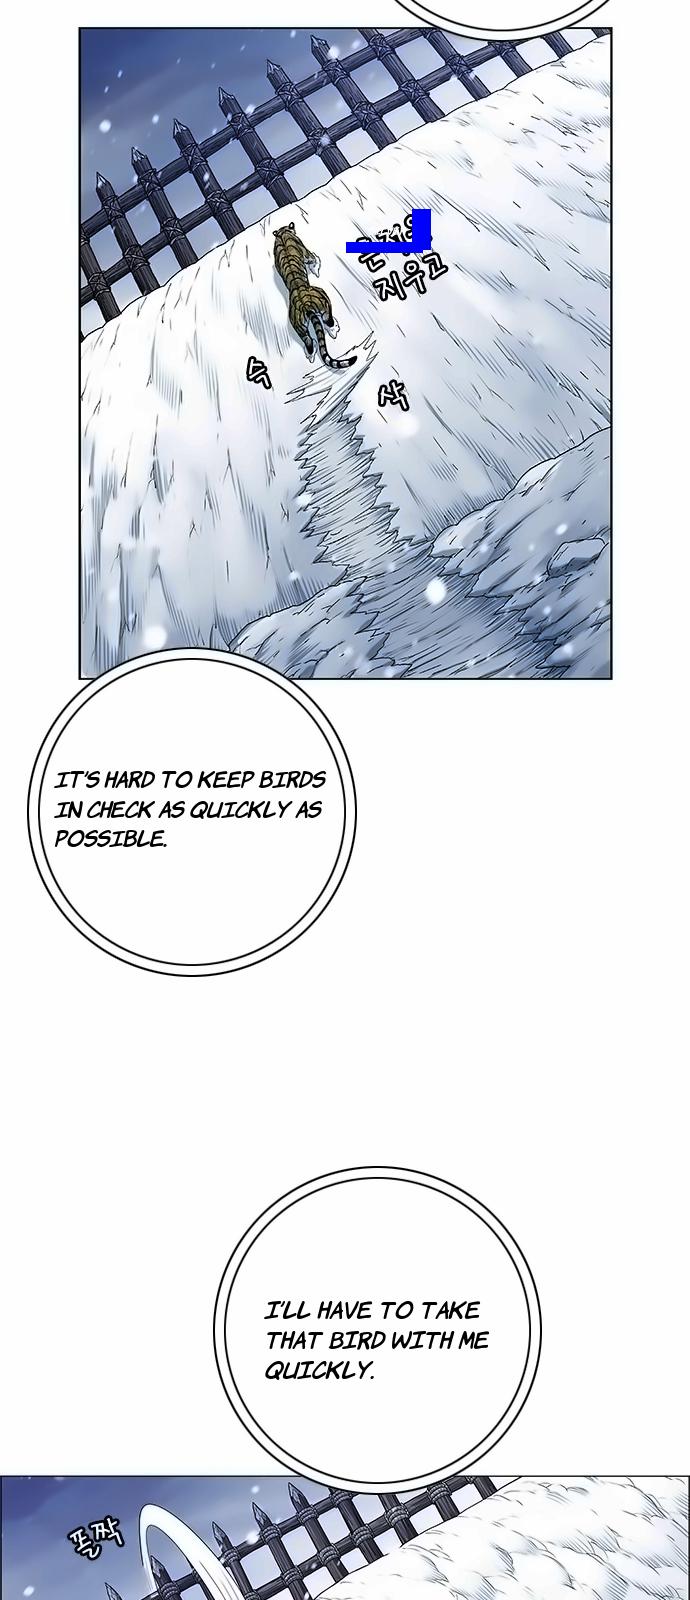 지우고
수
삭
IT'S HARD TO KEEP BIRDS
IN CHECK AS QUICKLY AS
POSSIBLE.
I'LL HAVE TO TAKE
THAT BIRD WITH ME
QUICKLY.
폴짝